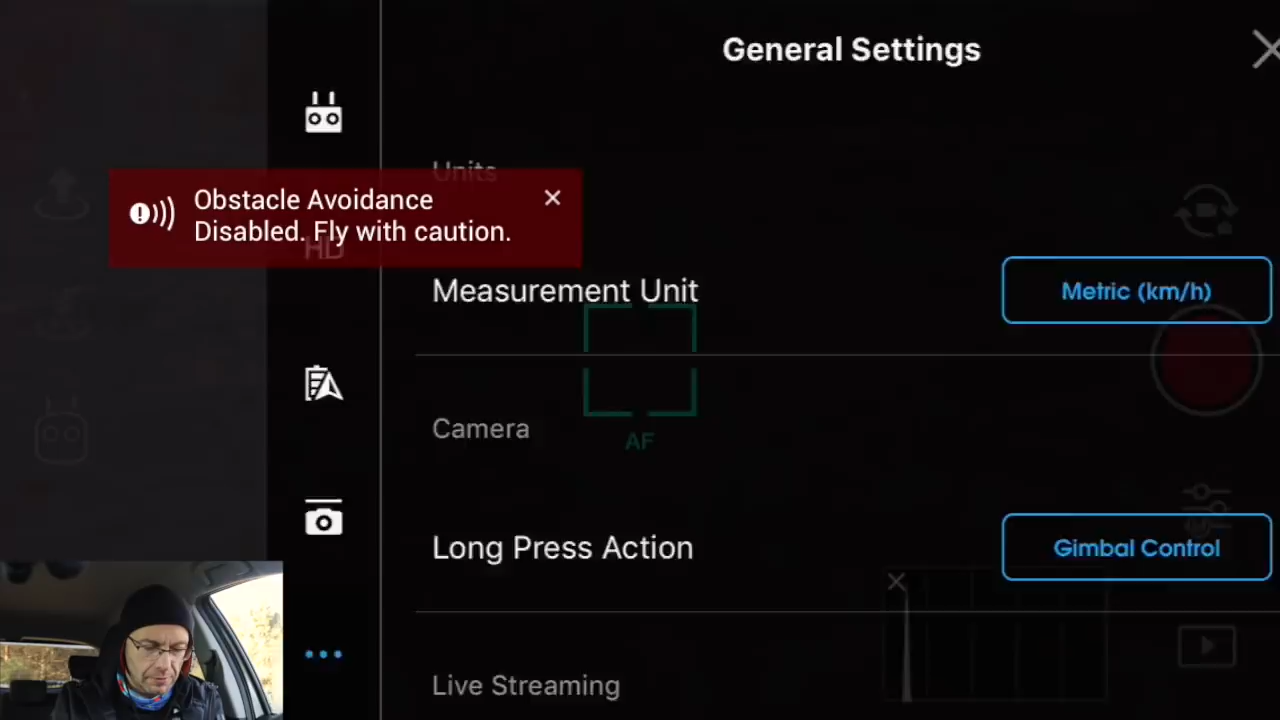 General Settings
Units
Obstacle Avoidance
Disabled. Fly with caution.
HD
Measurement Unit
Metric (km/h)
Camera
AF
Long Press Action
Gimbal Control
Live Streaming